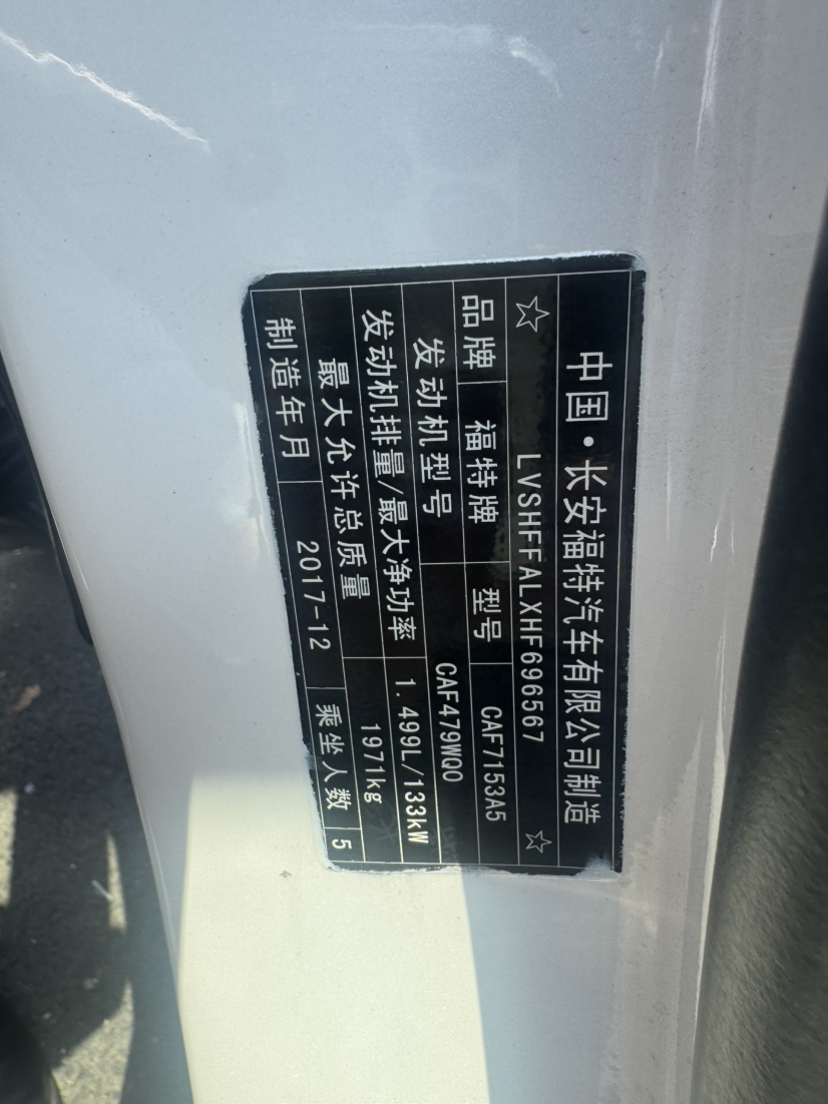 中国·长安福特汽车有限公司制造
☆ LVSHFFALXHF696567 ☆
品牌 福特牌 型号 CAF7153A5
发动机型号 CAF479WQ0
发动机排量/最大净功率 1.499L/133kW
最大允许总质量 1971kg
制造年月 2017-12 乘坐人数 5